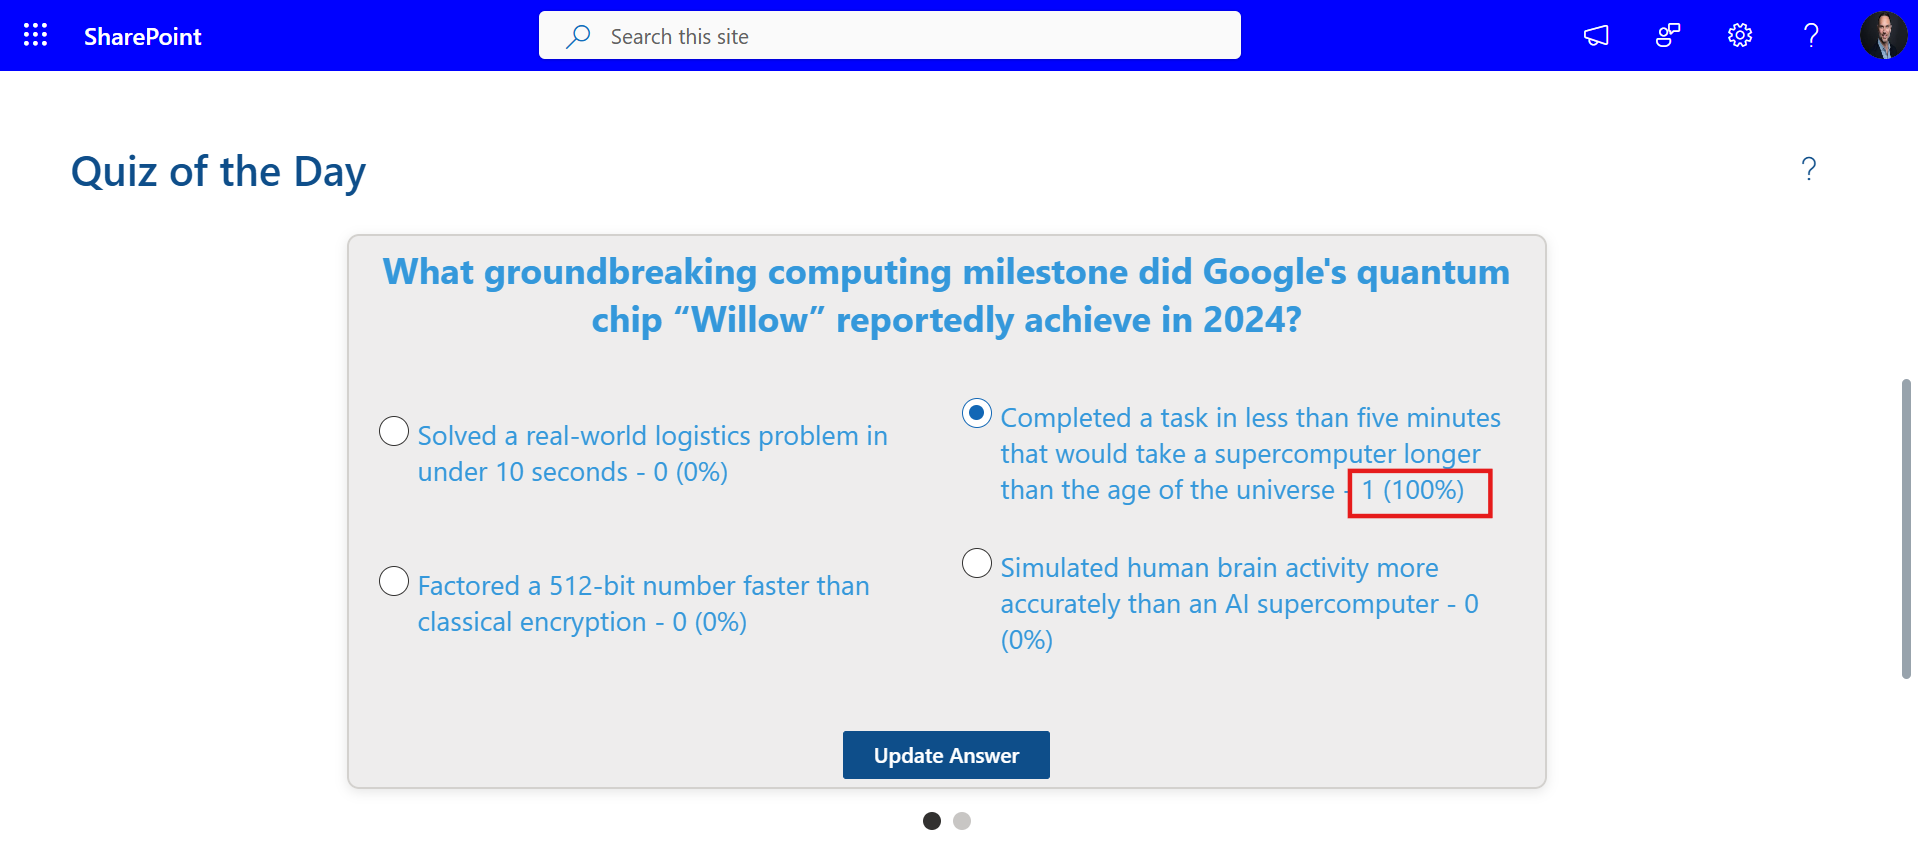 SharePoint
Search this site
Quiz of the Day
?
What groundbreaking computing milestone did Google's quantum
chip “Willow” reportedly achieve in 2024?
Solved a real-world logistics problem in
under 10 seconds - 0 (0%)
Completed a task in less than five minutes
that would take a supercomputer longer
than the age of the universe - 1 (100%)
Factored a 512-bit number faster than
classical encryption - 0 (0%)
Simulated human brain activity more
accurately than an AI supercomputer - 0
(0%)
Update Answer